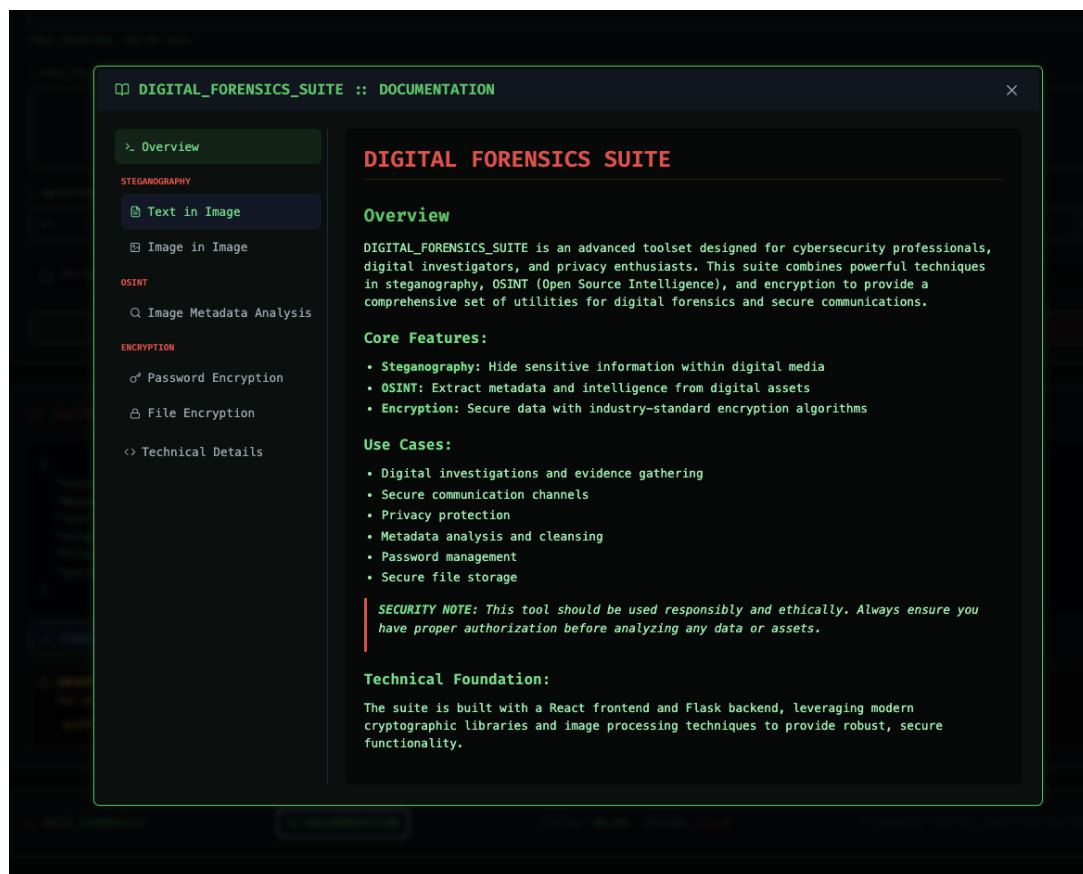 DIGITAL_FORENSICS_SUITE :: DOCUMENTATION
Overview
STEGANOGRAPHY
Text in Image
Image in Image
OSINT
Image Metadata Analysis
ENCRYPTION
Password Encryption
File Encryption
Technical Details
DIGITAL FORENSICS SUITE
Overview
DIGITAL_FORENSICS_SUITE is an advanced toolset designed for cybersecurity professionals,
digital investigators, and privacy enthusiasts. This suite combines powerful techniques
in steganography, OSINT (Open Source Intelligence), and encryption to provide a
comprehensive set of utilities for digital forensics and secure communications.
Core Features:
• Steganography: Hide sensitive information within digital media
• OSINT: Extract metadata and intelligence from digital assets
• Encryption: Secure data with industry-standard encryption algorithms
Use Cases:
• Digital investigations and evidence gathering
• Secure communication channels
• Privacy protection
• Metadata analysis and cleansing
• Password management
• Secure file storage
SECURITY NOTE: This tool should be used responsibly and ethically. Always ensure you
have proper authorization before analyzing any data or assets.
Technical Foundation:
The suite is built with a React frontend and Flask backend, leveraging modern
cryptographic libraries and image processing techniques to provide robust, secure
functionality.